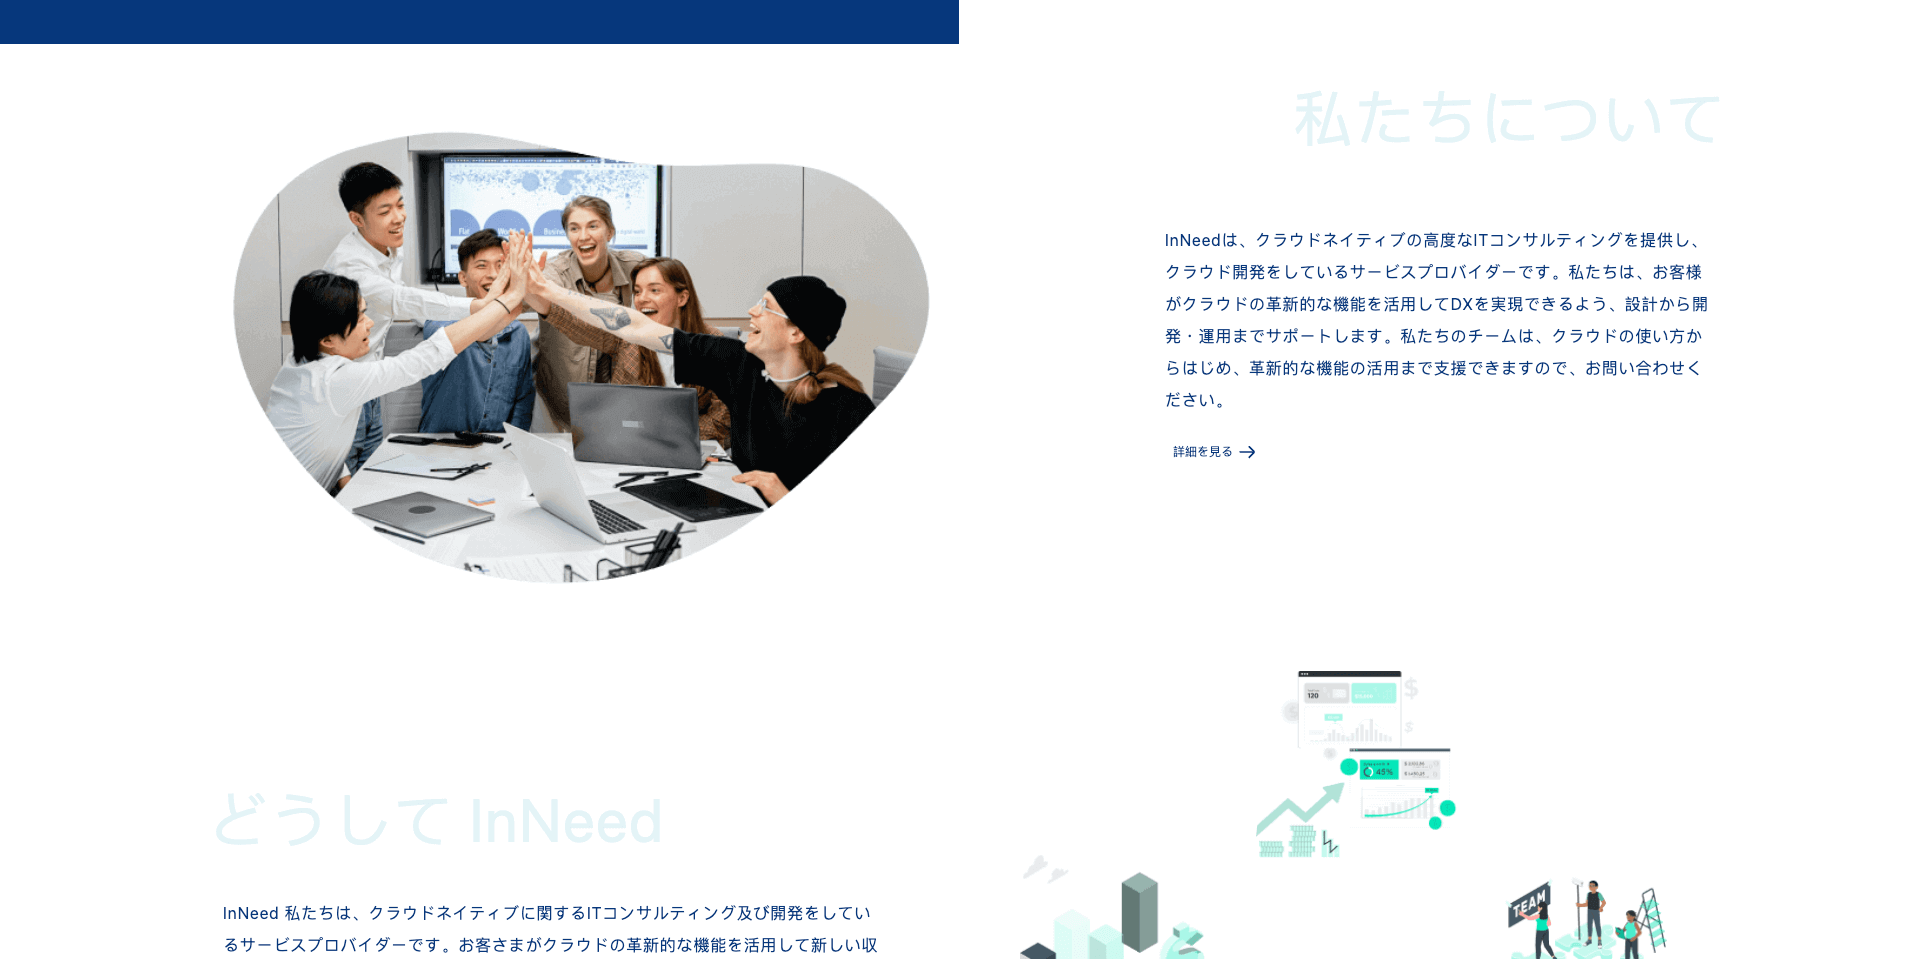 私たちについて
InNeedは、クラウドネイティブの高度なITコンサルティングを提供し、
クラウド開発をしているサービスプロバイダーです。私たちは、お客様
がクラウドの革新的な機能を活用してDXを実現できるよう、設計から開
発・運用までサポートします。私たちのチームは、クラウドの使い方か
らはじめ、革新的な機能の活用まで支援できますので、お問い合わせく
ださい。
詳細を見る
120
45%
どうして InNeed
InNeed 私たちは、クラウドネイティブに関するITコンサルティング及び開発をしてい
るサービスプロバイダーです。お客さまがクラウドの革新的な機能を活用して新しい収
TEAM